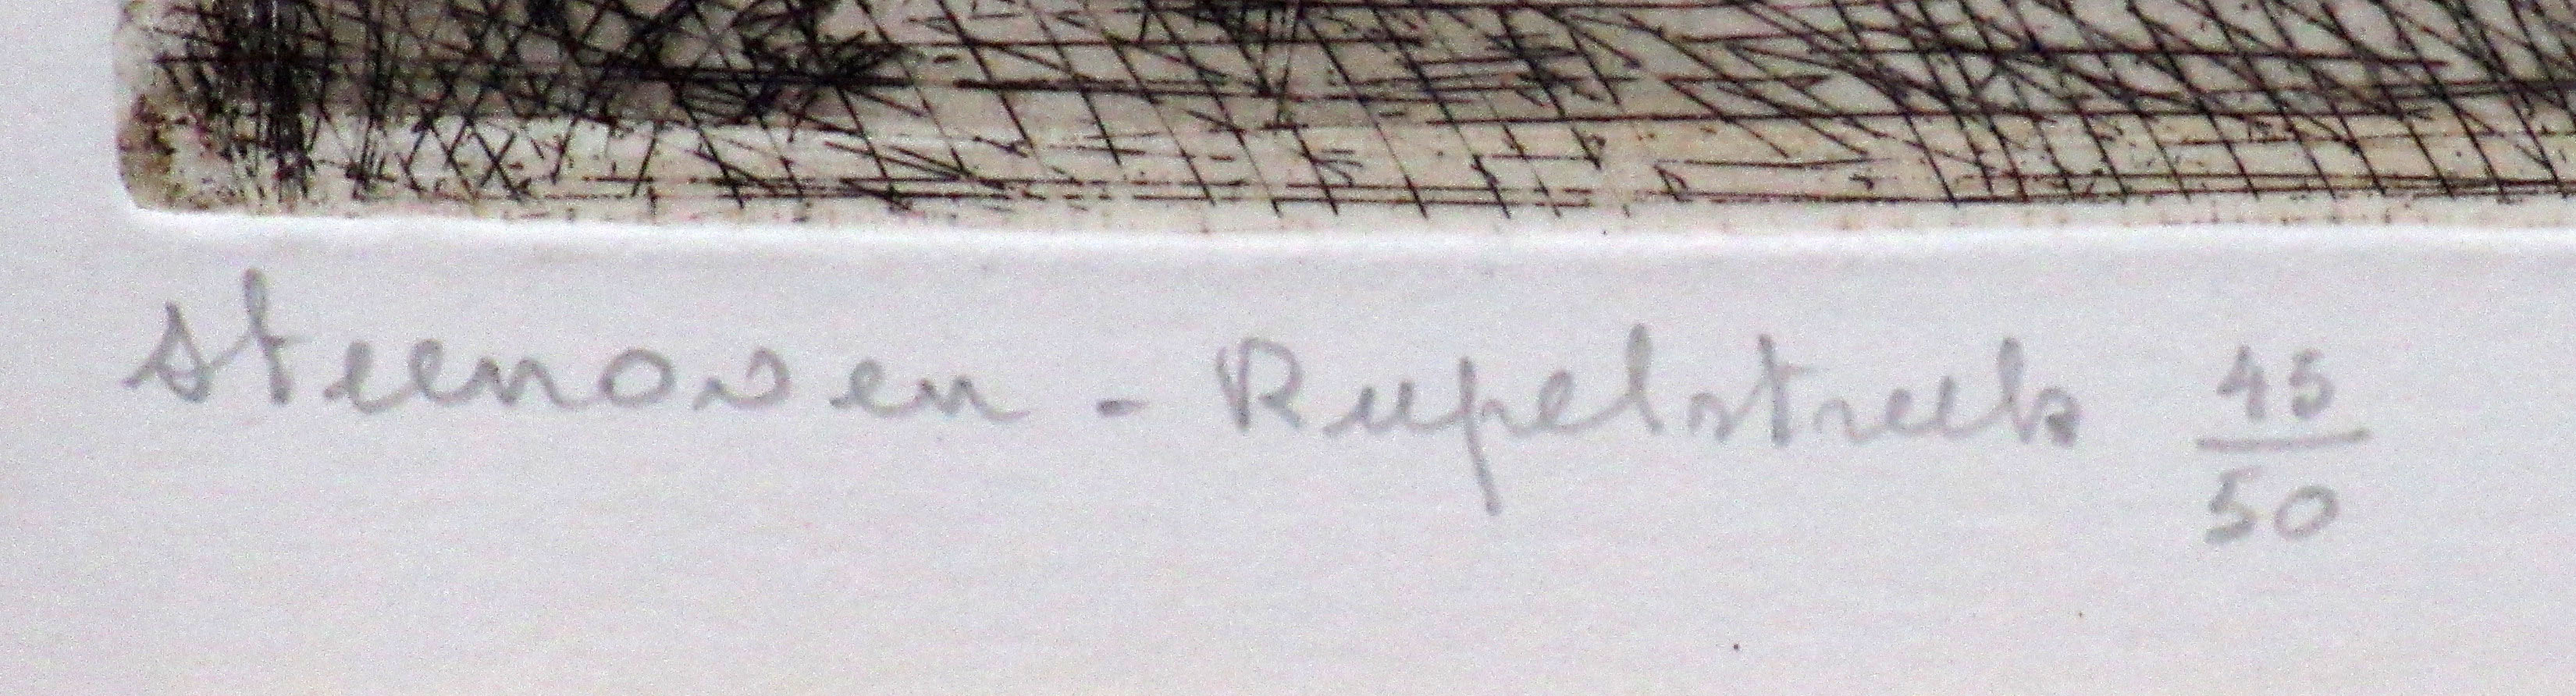 steenoven - Rupelstreek 45/50